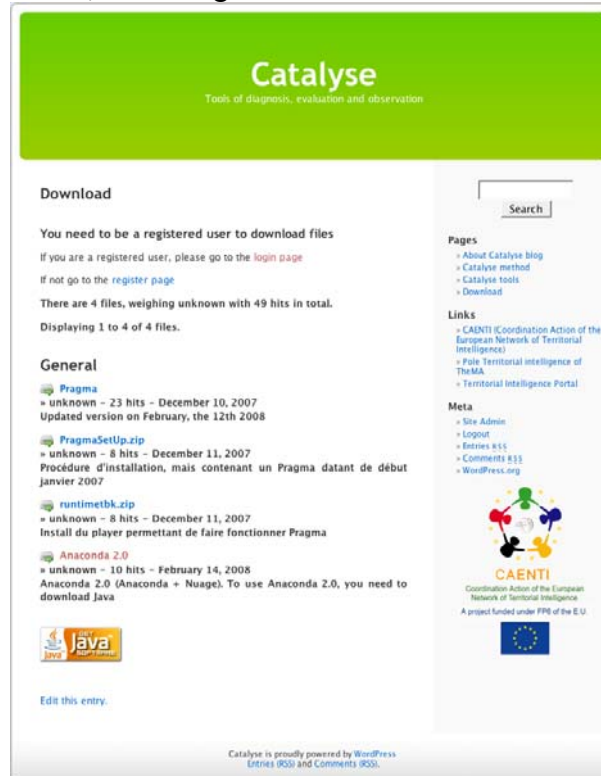 Catalyse
Tools of diagnosis, evaluation and observation
Download
You need to be a registered user to download files
If you are a registered user, please go to the login page
If not go to the register page
There are 4 files, weighing unknown with 49 hits in total.
Displaying 1 to 4 of 4 files.
General
Pragma
» unknown - 23 hits - December 10, 2007
Updated version on February, the 12th 2008
PragmaSetUp.zip
» unknown - 8 hits - December 11, 2007
Procédure d'installation, mais contenant un Pragma datant de début
janvier 2007
runtimetbk.zip
» unknown - 8 hits - December 11, 2007
Install du player permettant de faire fonctionner Pragma
Anaconda 2.0
» unknown - 10 hits - February 14, 2008
Anaconda 2.0 (Anaconda + Nuage). To use Anaconda 2.0, you need to
download Java
GET
Java
SOFTWARE
Java
Edit this entry.
Search
Pages
» About Catalyse blog
» Catalyse method
» Catalyse tools
» Download
Links
» CAENTI (Coordination Action of the
European Network of Territorial
Intelligence)
» Pole Territorial intelligence of
TheMA
» Territorial Intelligence Portal
Meta
» Site Admin
» Logout
» Entries RSS
» Comments RSS
» WordPress.org
CAENTI
Coordination Action of the European
Network of Territorial Intelligence
A project funded under FP6 of the E.U.
Catalyse is proudly powered by WordPress
Entries (RSS) and Comments (RSS).